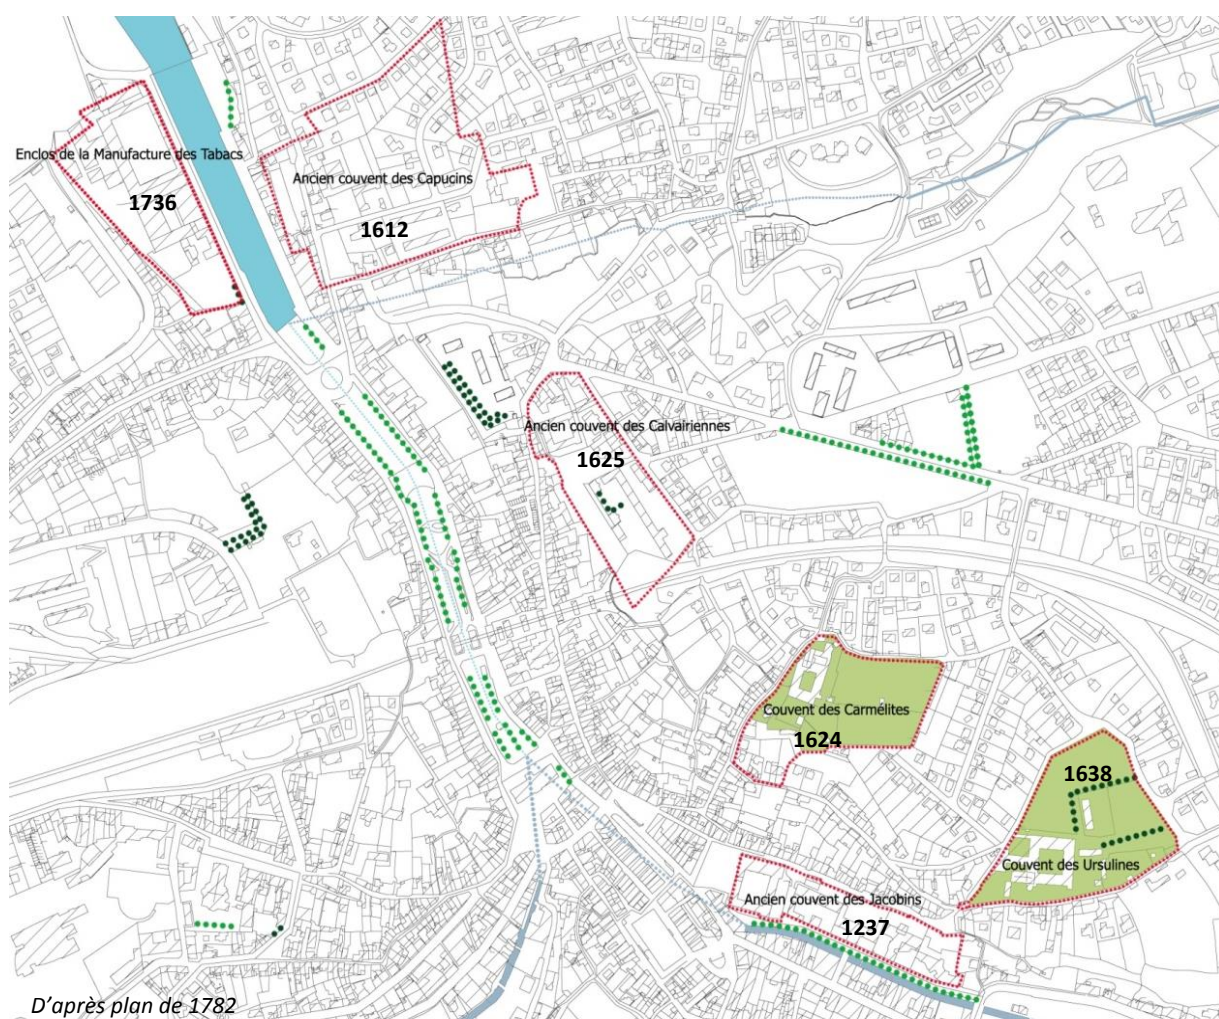 Enclos de la Manufacture des Tabacs
1736
Ancien couvent des Capucins
1612
Ancien couvent des Calvairiennes
1625
Couvent des Carmélites
1624
1638
Couvent des Ursulines
Ancien couvent des Jacobins
1237
D'après plan de 1782